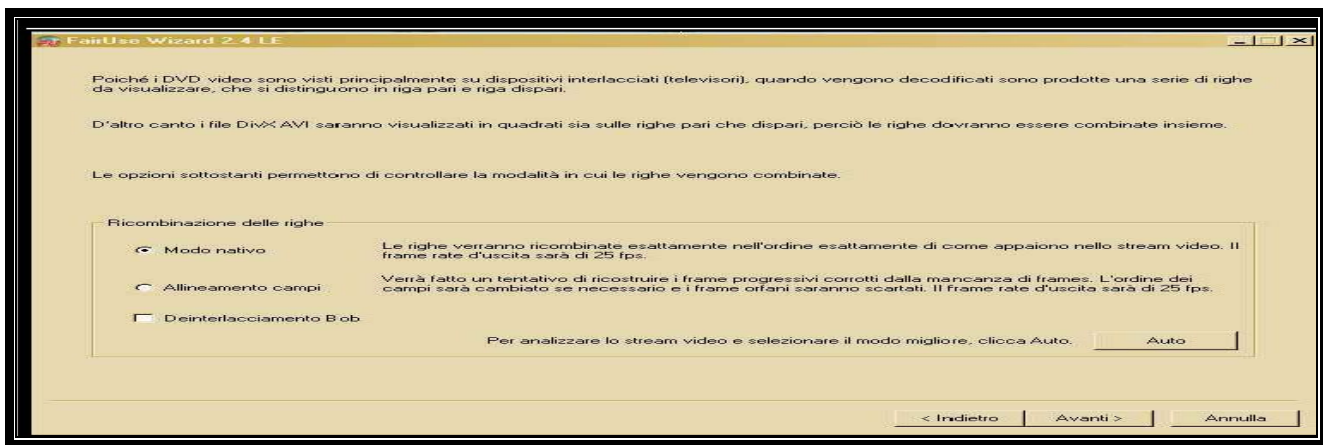 FairUse Wizard 2.4 LE
Poiché i DVD video sono visti principalmente su dispositivi interlacciati (televisori), quando vengono decodificati sono prodotte una serie di righe
da visualizzare, che si distinguono in riga pari e riga dispari.
D'altro canto i file DivX AVI saranno visualizzati in quadrati sia sulle righe pari che dispari, perciò le righe dovranno essere combinate insieme.
Le opzioni sottostanti permettono di controllare la modalità in cui le righe vengono combinate.
Ricombinazione delle righe
Modo nativo
Le righe verranno ricombinate esattamente nell'ordine esattamente di come appaiono nello stream video. Il
frame rate d'uscita sarà di 25 fps.
Allineamento campi
Verrà fatto un tentativo di ricostruire i frame progressivi corrotti dalla mancanza di frames. L'ordine dei
campi sarà cambiato se necessario e i frame orfani saranno scartati. Il frame rate d'uscita sarà di 25 fps.
Deinterlacciamento Bob
Per analizzare lo stream video e selezionare il modo migliore, clicca Auto.
Auto
< Indietro
Avanti >
Annulla